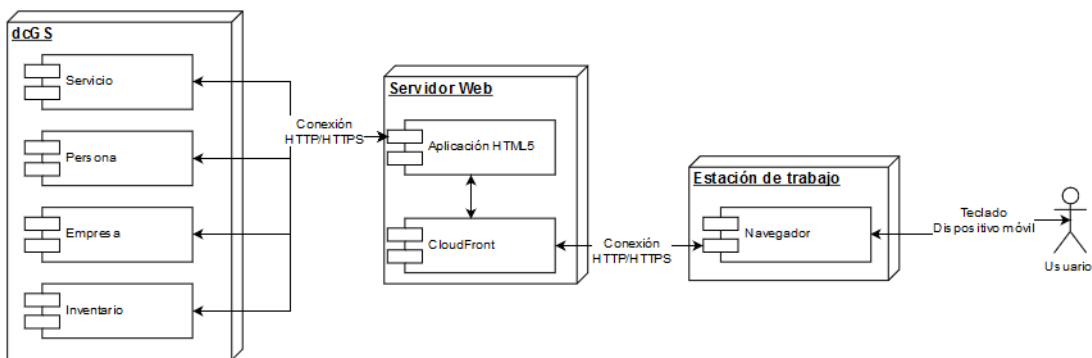 dcGS
Servicio
Persona
Empresa
Inventario
Conexión
HTTP/HTTPS
Servidor Web
Aplicación HTML5
CloudFront
Conexión
HTTP/HTTPS
Estación de trabajo
Navegador
Teclado
Dispositivo móvil
Usuario